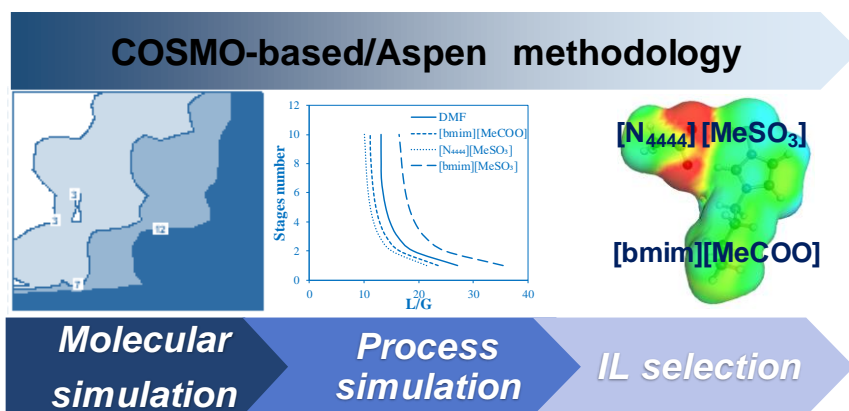 COSMO-based/Aspen methodology
3
3
12
7
12
10
8
6
4
2
0
Stages number
DMF
[bmim][MeCOO]
[N₄₄₄₄][MeSO₃]
[bmim][MeSO₃]
0 10 20 30 40
L/G
[N₄₄₄₄][MeSO₃]
[bmim][MeCOO]
Molecular
simulation
Process
simulation
IL selection